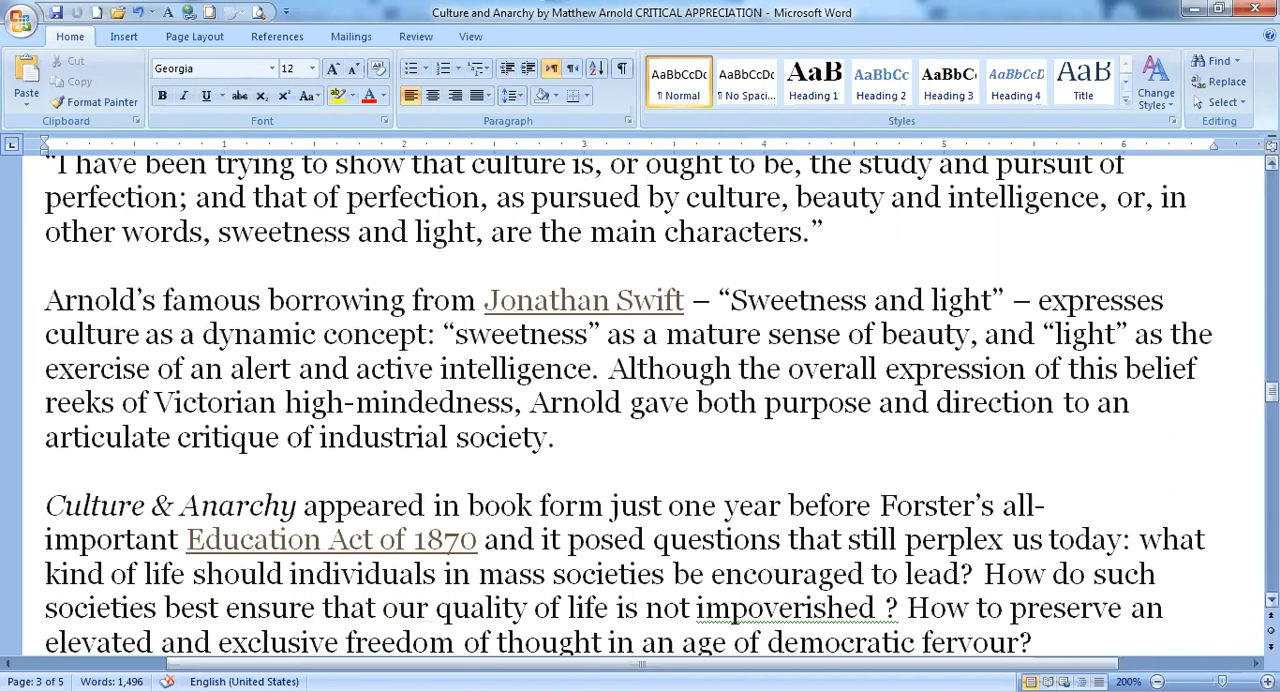 Culture and Anarchy by Matthew Arnold CRITICAL APPRECIATION - Microsoft Word
Home Insert Page Layout References Mailings Review View
Cut
Copy
Format Painter
Paste
Clipboard
Georgia 12
Font
Paragraph
AaBbCcDc AaBbCcDc AaB AaBbCc AaBbCc AaBbCcDc AaB
¶ Normal ¶ No Spaci... Heading 1 Heading 2 Heading 3 Heading 4 Title
Change Styles
Styles
Find
Replace
Select
Editing
1 2 3 4 5 6
“I have been trying to show that culture is, or ought to be, the study and pursuit of
perfection; and that of perfection, as pursued by culture, beauty and intelligence, or, in
other words, sweetness and light, are the main characters.”
Arnold’s famous borrowing from Jonathan Swift – “Sweetness and light” – expresses
culture as a dynamic concept: “sweetness” as a mature sense of beauty, and “light” as the
exercise of an alert and active intelligence. Although the overall expression of this belief
reeks of Victorian high-mindedness, Arnold gave both purpose and direction to an
articulate critique of industrial society.
Culture & Anarchy appeared in book form just one year before Forster’s all-
important Education Act of 1870 and it posed questions that still perplex us today: what
kind of life should individuals in mass societies be encouraged to lead? How do such
societies best ensure that our quality of life is not impoverished ? How to preserve an
elevated and exclusive freedom of thought in an age of democratic fervour?
Page: 3 of 5 Words: 1,496 English (United States) 200%